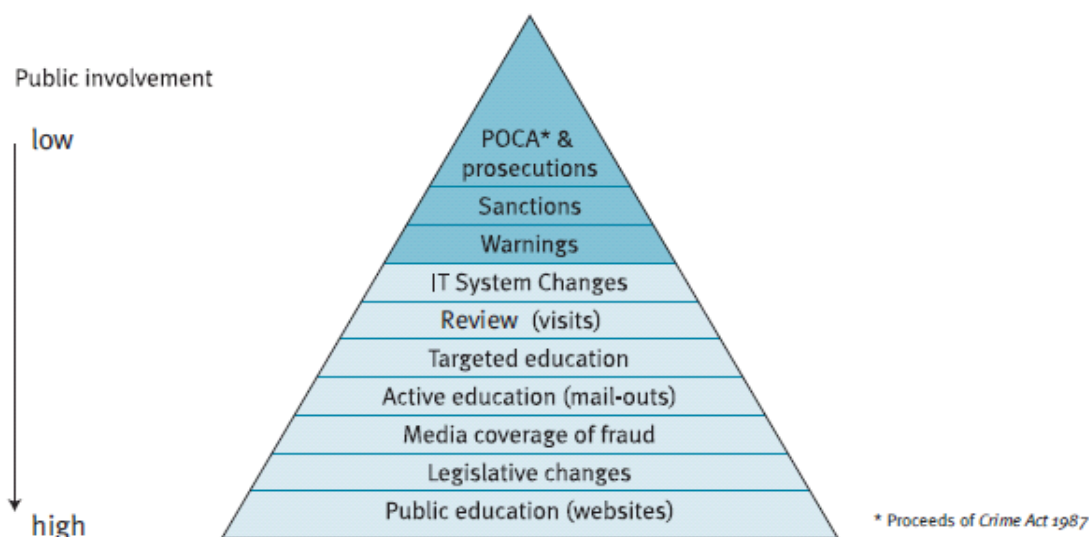 Public involvement
low
POCA* &
prosecutions
Sanctions
Warnings
IT System Changes
Review (visits)
Targeted education
Active education (mail-outs)
Media coverage of fraud
Legislative changes
Public education (websites)
high
* Proceeds of Crime Act 1987